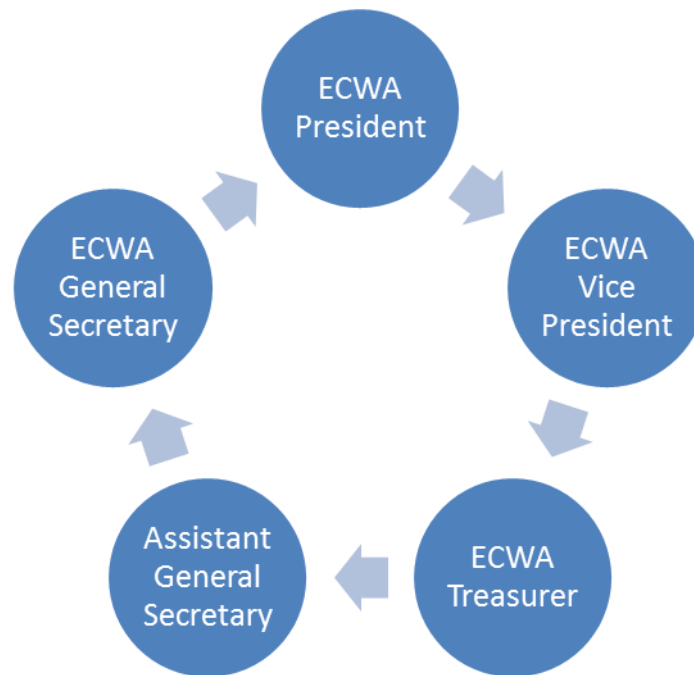 ECWA
President
ECWA
Vice
President
ECWA
Treasurer
Assistant
General
Secretary
ECWA
General
Secretary